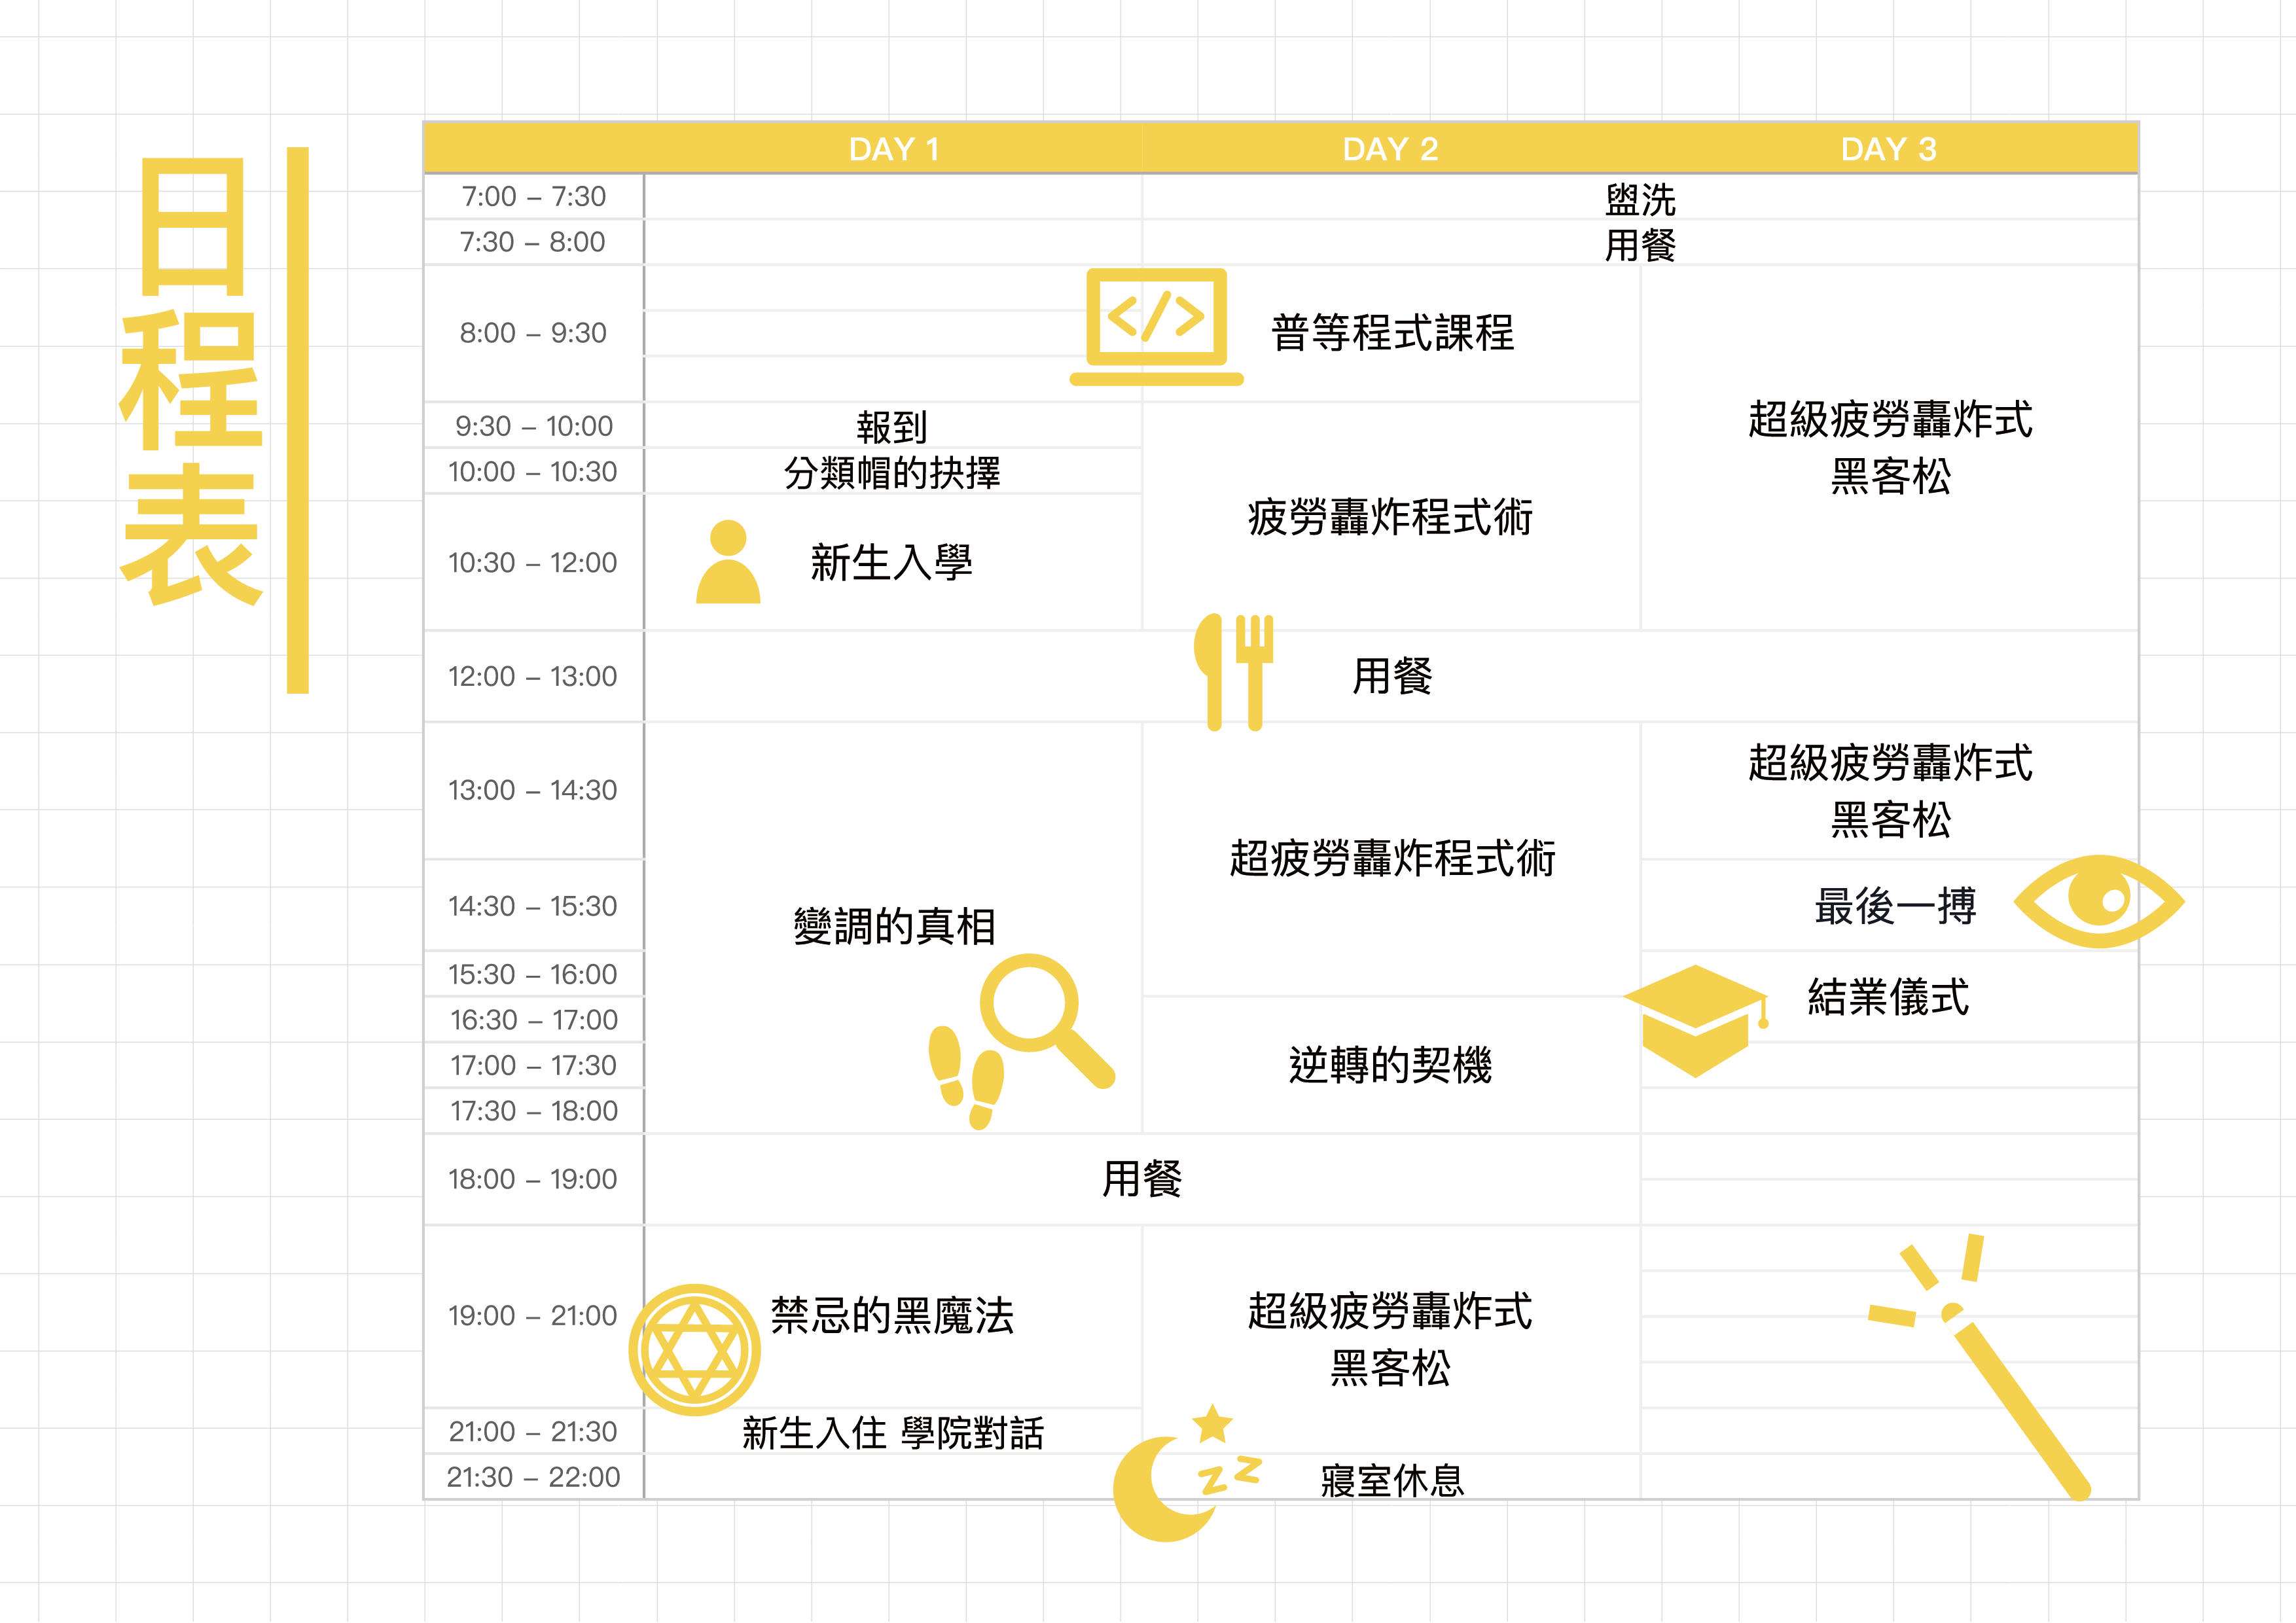 日程表
DAY 1 DAY 2 DAY 3
7:00 – 7:30 盥洗
7:30 – 8:00 用餐
8:00 – 9:30 普等程式課程
超級疲勞轟炸式
黑客松
9:30 – 10:00 報到
10:00 – 10:30 分類帽的抉擇
疲勞轟炸程式術
10:30 – 12:00 新生入學
12:00 – 13:00 用餐
13:00 – 14:30
超級疲勞轟炸式
黑客松
超疲勞轟炸程式術
14:30 – 15:30 變調的真相 最後一搏
15:30 – 16:00 結業儀式
16:30 – 17:00
17:00 – 17:30 逆轉的契機
17:30 – 18:00
18:00 – 19:00 用餐
19:00 – 21:00 禁忌的黑魔法
超級疲勞轟炸式
黑客松
21:00 – 21:30 新生入住 學院對話
21:30 – 22:00 寢室休息